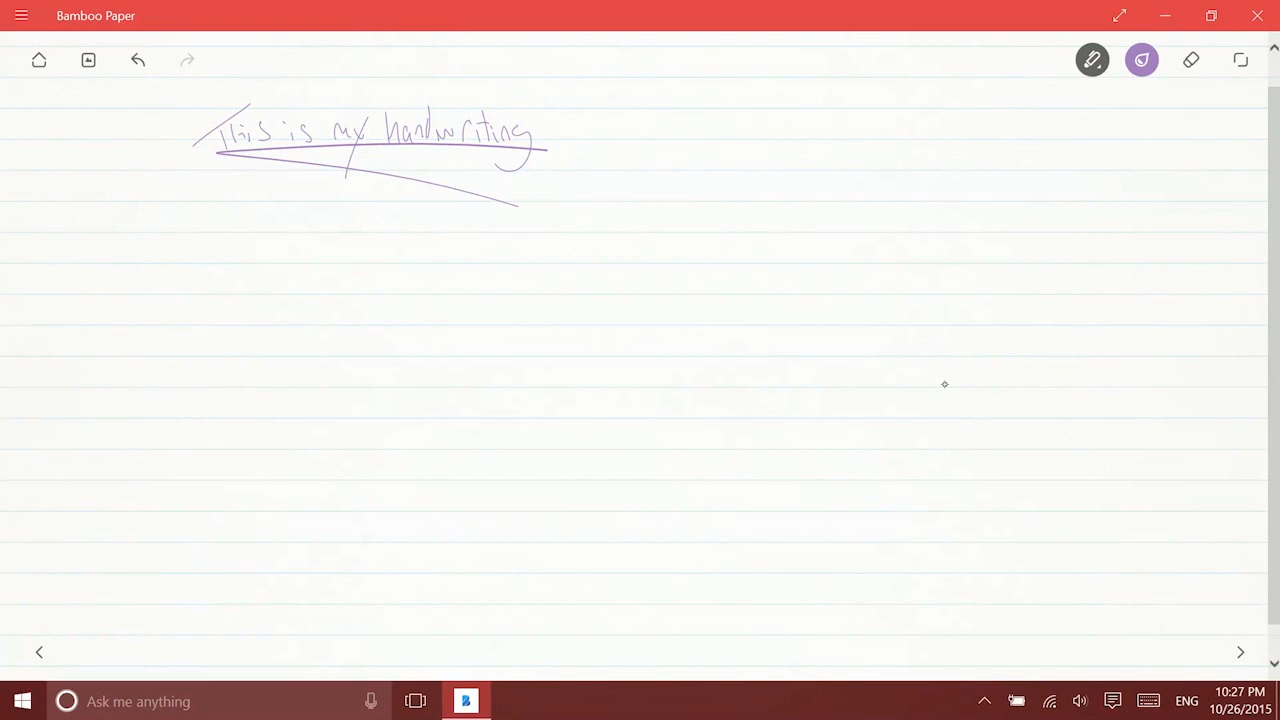 Bamboo Paper
This is my handwriting
Ask me anything
B
ENG
10:27 PM
10/26/2015